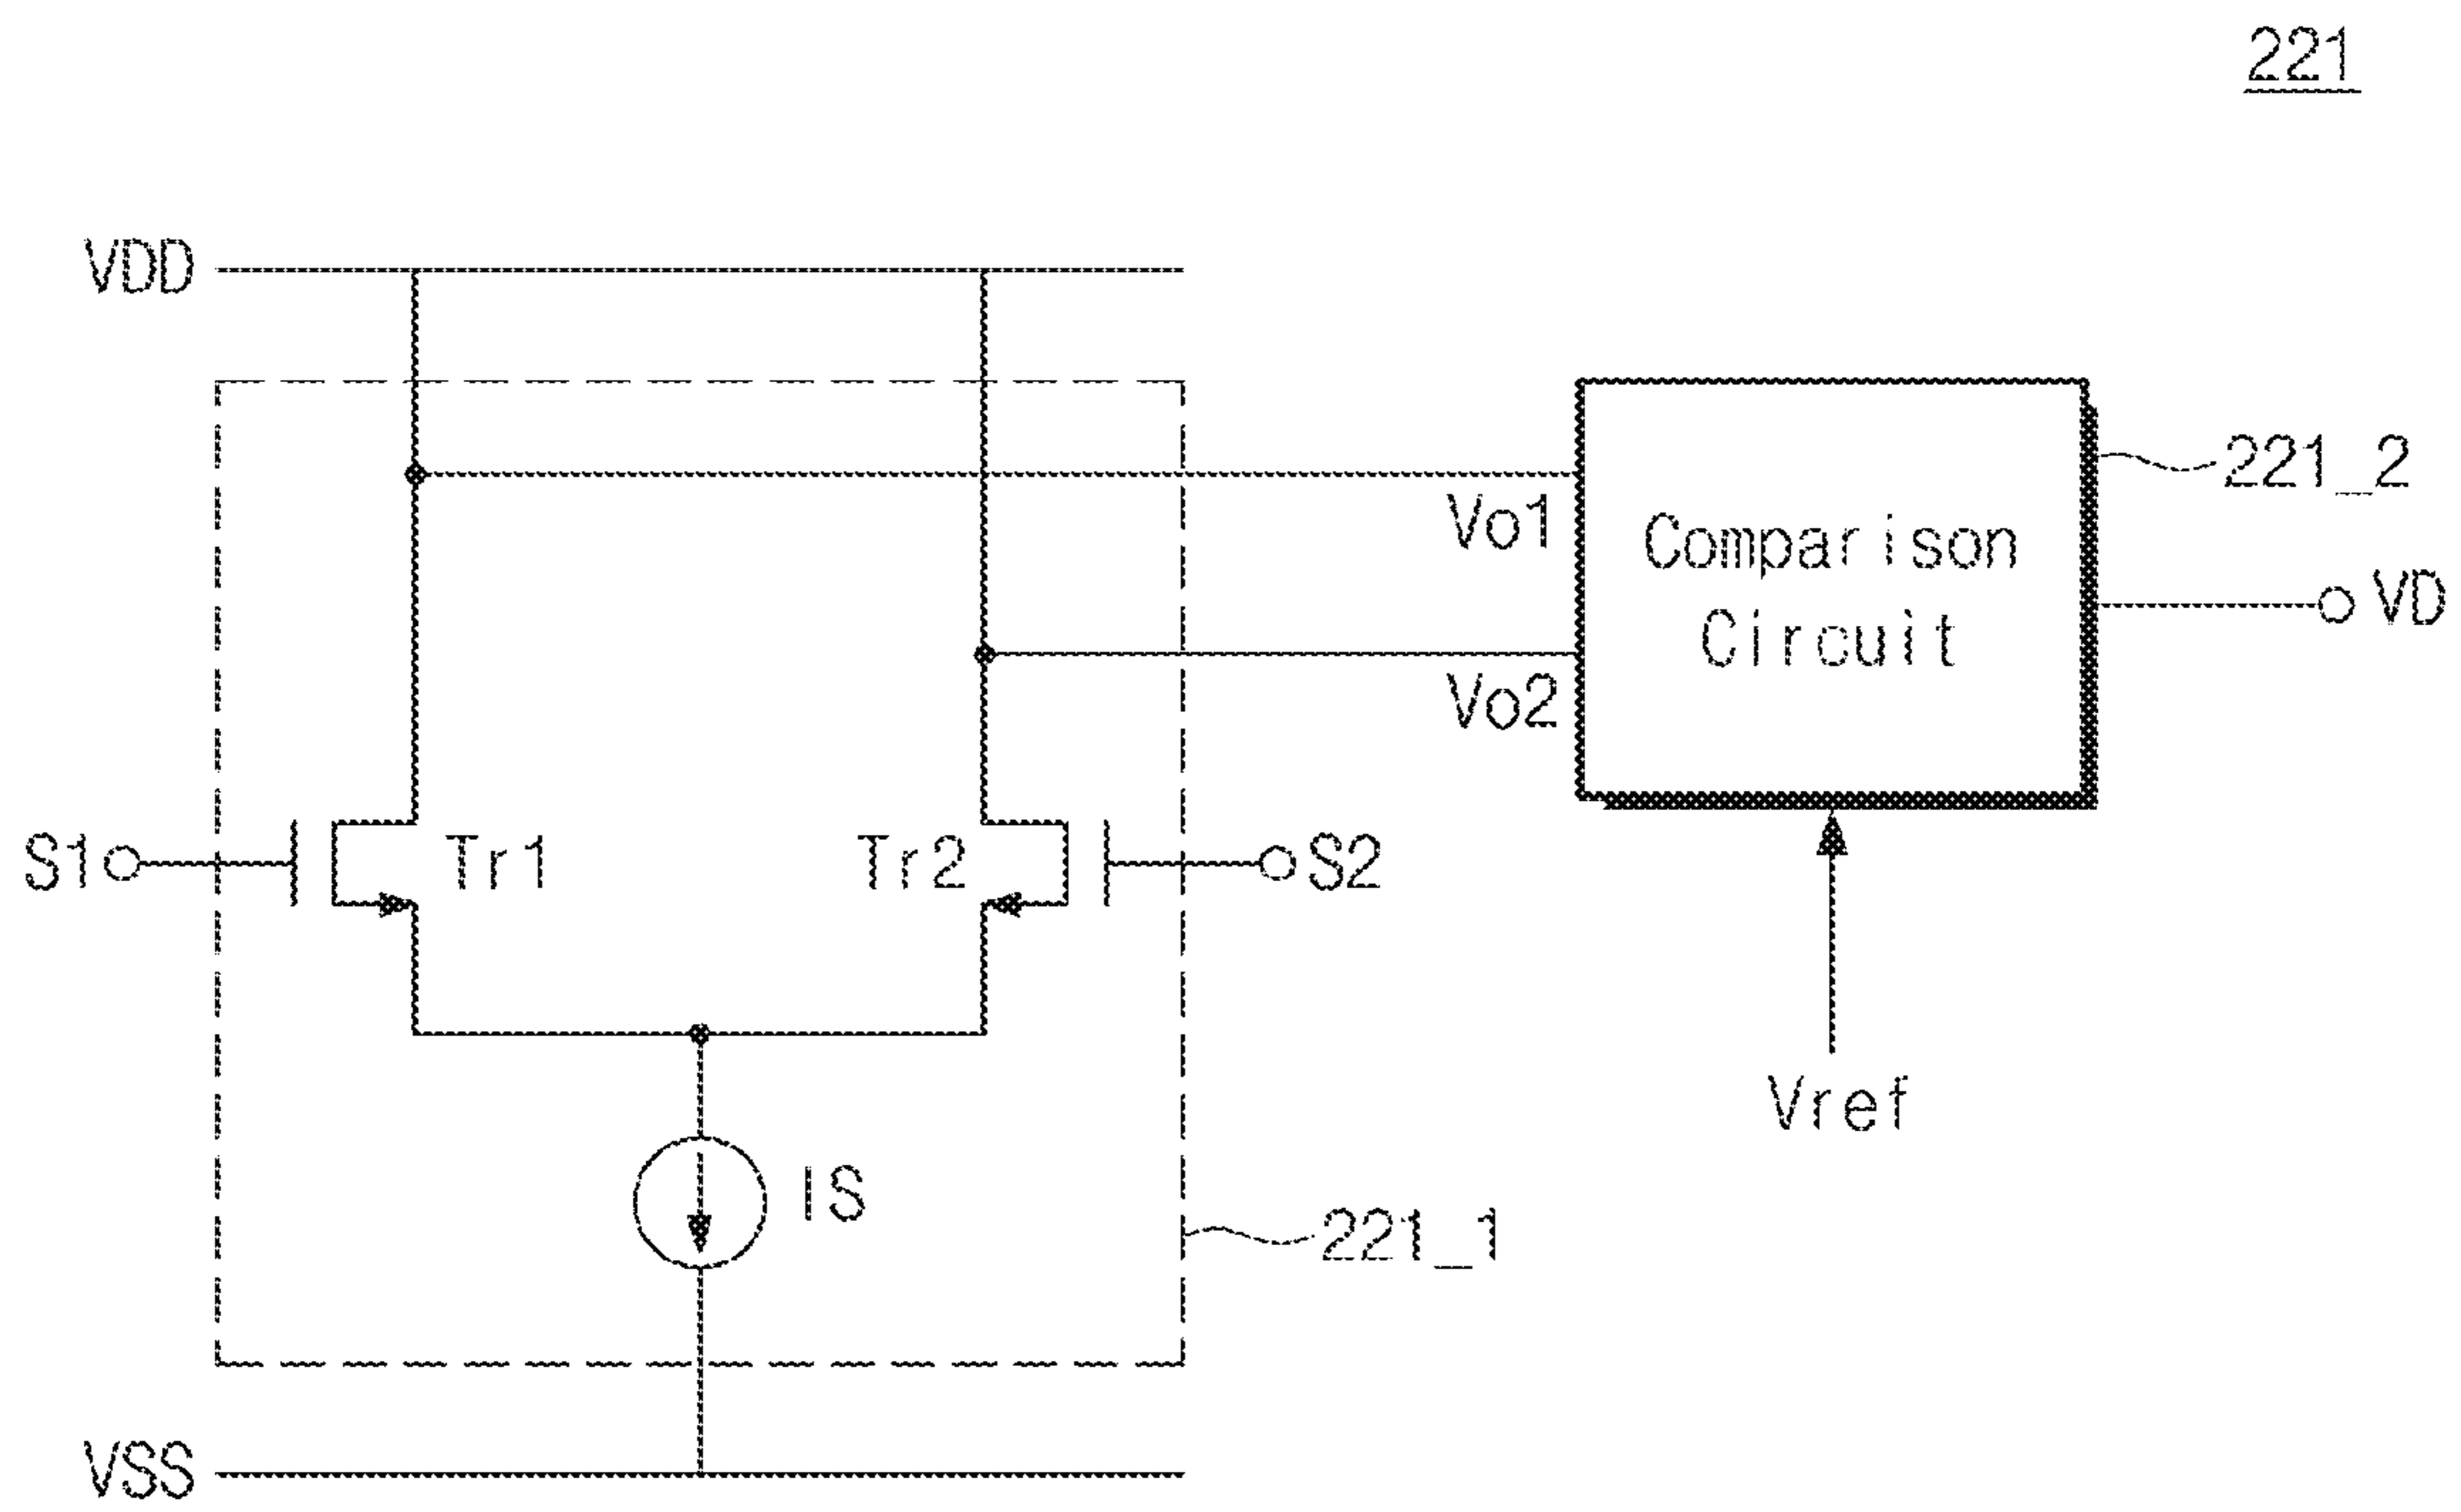 221
VDD
221_2
Vo1
Comparison
Circuit
VD
Vo2
S1
Tr1
Tr2
S2
Vref
IS
221_1
VSS